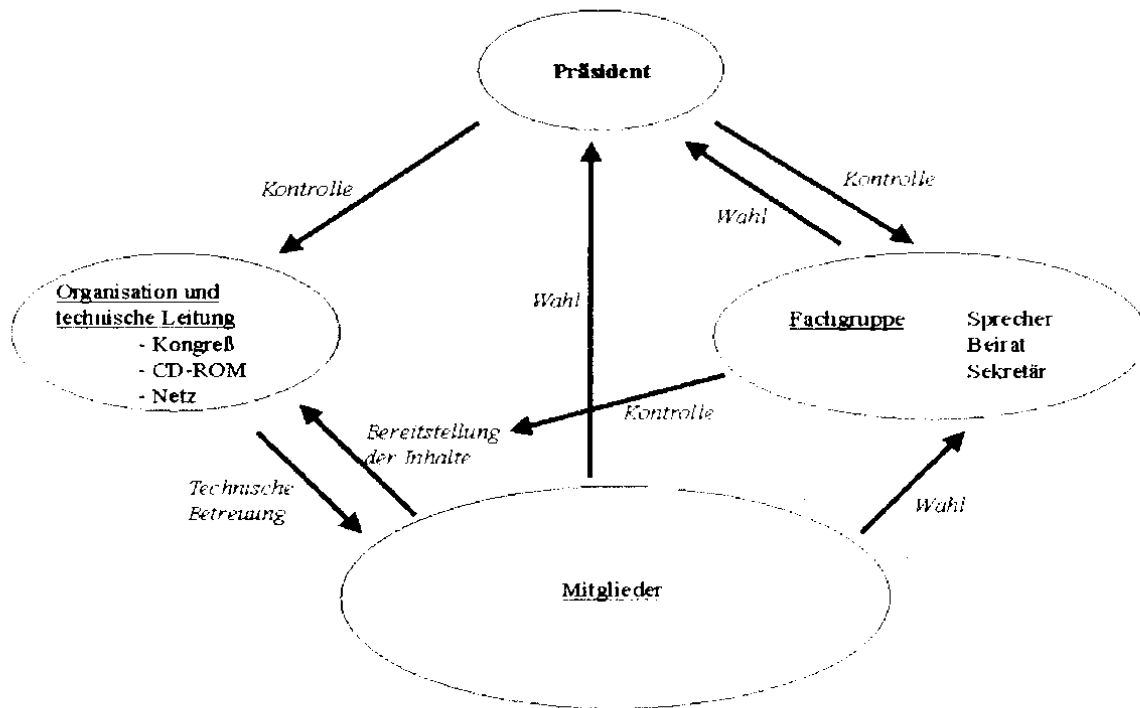 Präsident
Kontrolle
Kontrolle
Wahl
Organisation und
technische Leitung
- Kongreß
- CD-ROM
- Netz
Wahl
Fachgruppe
Sprecher
Beirat
Sekretär
Kontrolle
Bereitstellung
der Inhalte
Technische
Betreuung
Wahl
Mitglieder